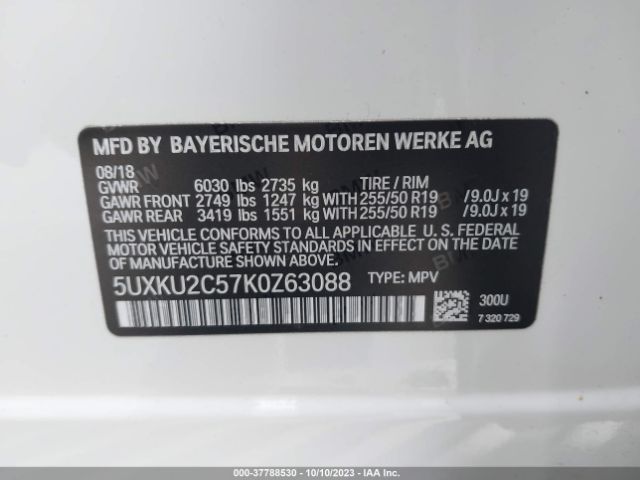 MFD BY BAYERISCHE MOTOREN WERKE AG
08/18
GVWR 6030 lbs 2735 kg TIRE / RIM
GAWR FRONT 2749 lbs 1247 kg WITH 255/50 R19 /9.0J x 19
GAWR REAR 3419 lbs 1551 kg WITH 255/50 R19 /9.0J x 19
THIS VEHICLE CONFORMS TO ALL APPLICABLE U. S. FEDERAL
MOTOR VEHICLE SAFETY STANDARDS IN EFFECT ON THE
DATE OF MANUFACTURE SHOWN ABOVE.
5UXKU2C57K0Z63088 TYPE: MPV
300U
7 320 729
00-37788530 - 10/10/2023 - IAA Inc.